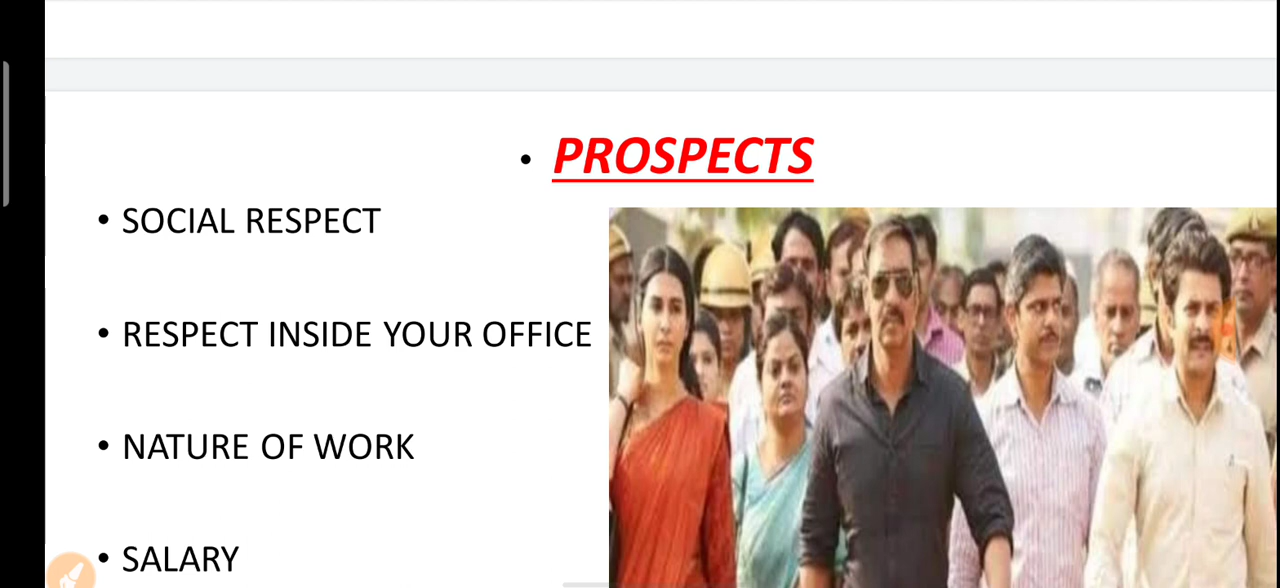 • PROSPECTS
• SOCIAL RESPECT
• RESPECT INSIDE YOUR OFFICE
• NATURE OF WORK
• SALARY